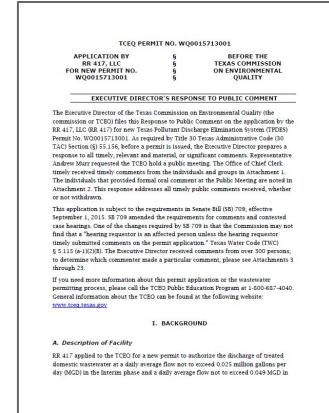 TCEQ PERMIT NO. WQ0015713001
APPLICATION BY § BEFORE THE
RR 417, LLC § TEXAS COMMISSION
FOR NEW PERMIT NO. § ON ENVIRONMENTAL
WQ0015713001 § QUALITY
EXECUTIVE DIRECTOR'S RESPONSE TO PUBLIC COMMENT
The Executive Director of the Texas Commission on Environmental Quality (the
commission or TCEQ) files this Response to Public Comment on the application by the
RR 417, LLC (RR 417) for new Texas Pollutant Discharge Elimination System (TPDES)
Permit No. WQ0015713001. As required by Title 30 Texas Administrative Code (30
TAC) Section (§) 55.156, before a permit is issued, the Executive Director prepares a
response to all timely, relevant and material, or significant comments. Representative
Andrew Murr requested the TCEQ hold a public meeting. The Office of Chief Clerk
timely received timely comments from the individuals and groups in Attachment 1.
The individuals that provided formal oral comment at the Public Meeting are noted in
Attachment 2. This response addresses all timely public comments received, whether
or not withdrawn.
This application is subject to the requirements in Senate Bill (SB) 709, effective
September 1, 2015. SB 709 amended the requirements for comments and contested
case hearings. One of the changes required by SB 709 is that the Commission may not
find that a "hearing requestor is an affected person unless the hearing requestor
timely submitted comments on the permit application." Texas Water Code (TWC)
§ 5.115 (a-1)(2)(B). The Executive Director received comments from over 300 persons;
to determine which commenter made a particular comment, please see Attachments 3
through 23.
If you need more information about this permit application or the wastewater
permitting process, please call the TCEQ Public Education Program at 1-800-687-4040.
General information about the TCEQ can be found at the following website:
www.tceq.texas.gov
I. BACKGROUND
A. Description of Facility
RR 417 applied to the TCEQ for a new permit to authorize the discharge of treated
domestic wastewater at a daily average flow not to exceed 0.025 million gallons per
day (MGD) in the Interim phase and a daily average flow not to exceed 0.049 MGD in